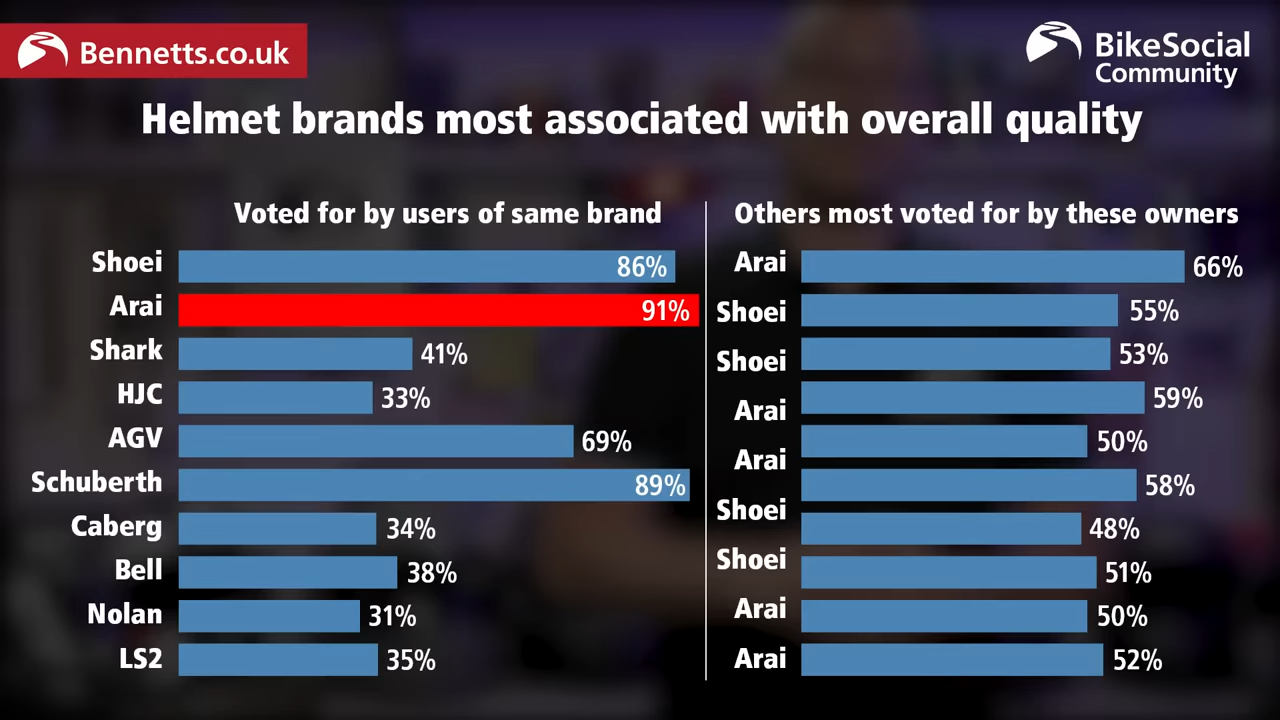 Bennetts.co.uk
BikeSocial
Community
Helmet brands most associated with overall quality
Voted for by users of same brand
Shoei 86%
Arai 91%
Shark 41%
HJC 33%
AGV 69%
Schuberth 89%
Caberg 34%
Bell 38%
Nolan 31%
LS2 35%
Others most voted for by these owners
Arai 66%
Shoei 55%
Shoei 53%
Arai 59%
Arai 50%
Shoei 58%
Shoei 48%
Arai 51%
Arai 50%
52%